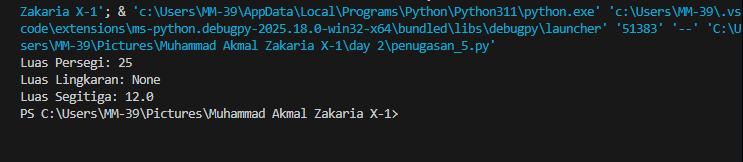 Zakaria X-1'; & 'c:\Users\MM-39\AppData\Local\Programs\Python\Python311\python.exe' 'c:\Users\MM-39\.vs
code\extensions\ms-python.debugpy-2025.18.0-win32-x64\bundled\libs\debugpy\launcher' '51383' '--' 'C:\U
sers\MM-39\Pictures\Muhammad Akmal Zakaria X-1\day 2\penugasan_5.py'
Luas Persegi: 25
Luas Lingkaran: None
Luas Segitiga: 12.0
PS C:\Users\MM-39\Pictures\Muhammad Akmal Zakaria X-1>